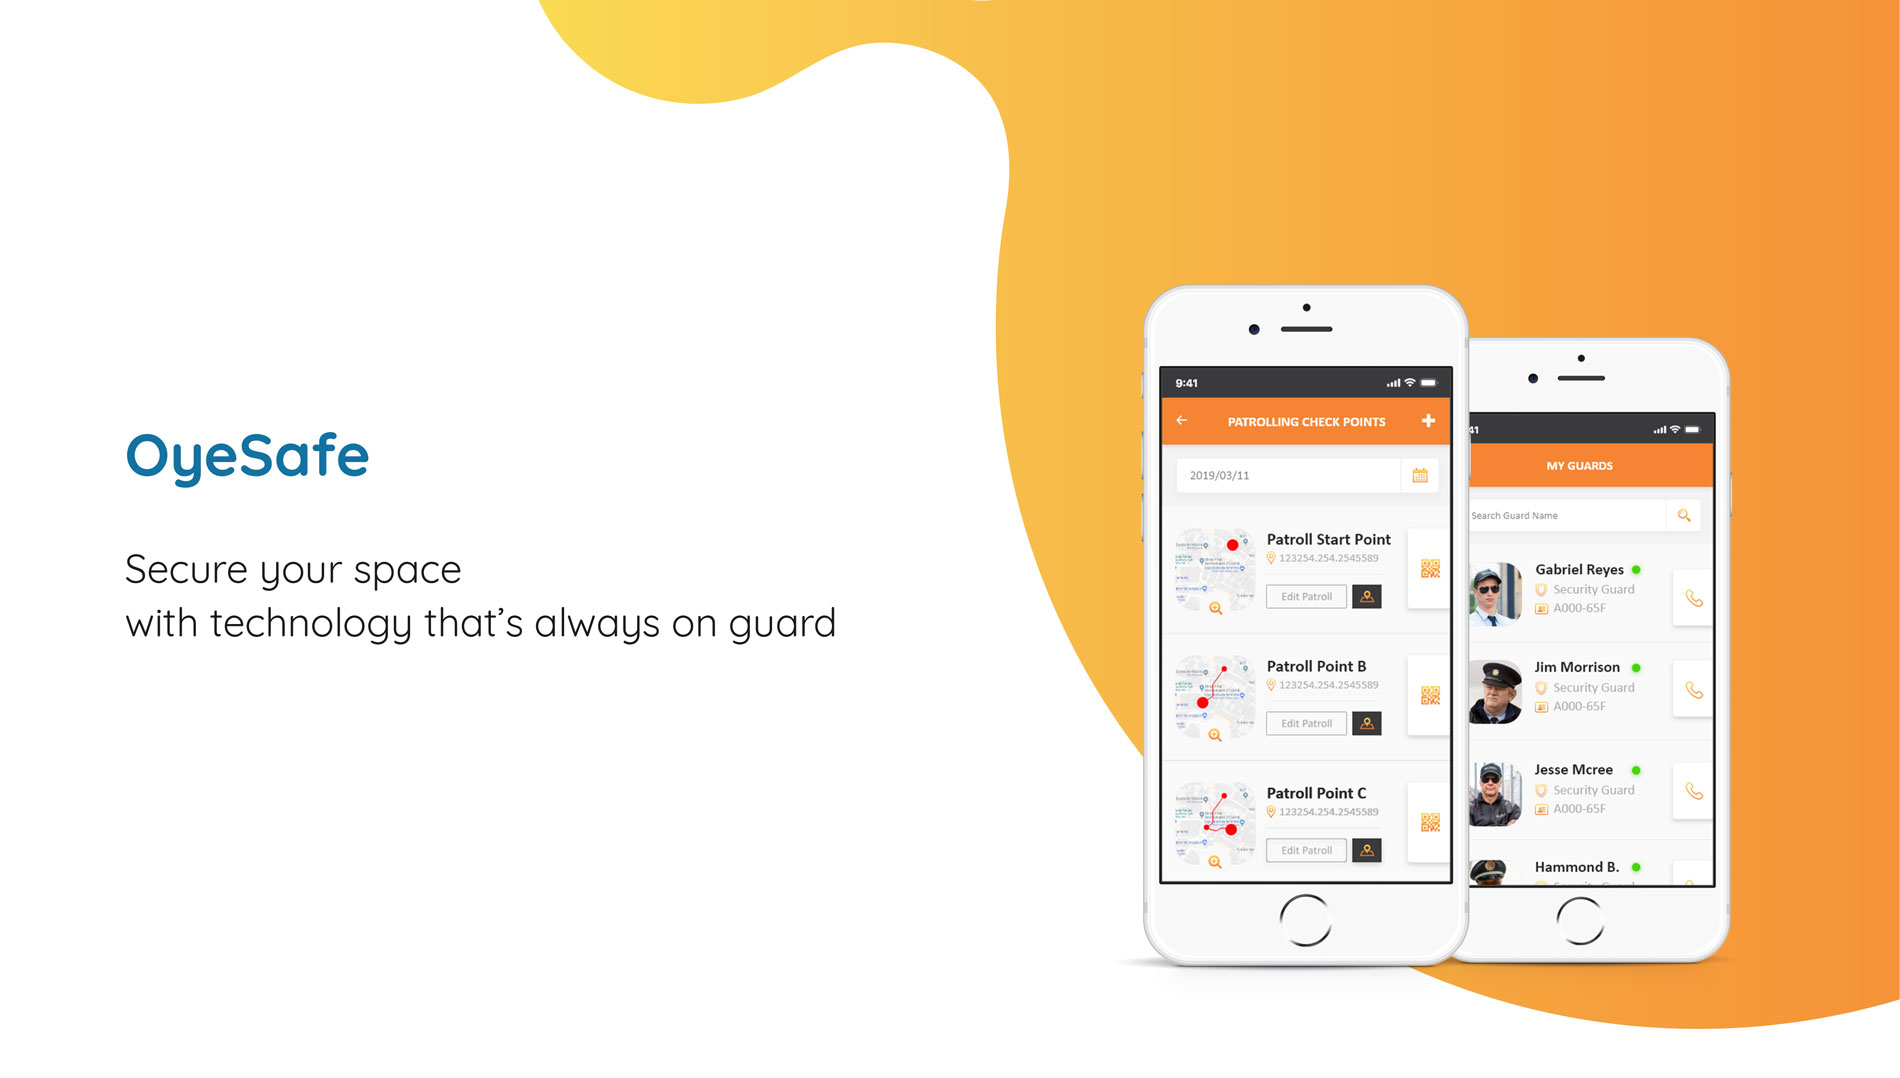 OyeSafe
Secure your space
with technology that’s always on guard
9:41
PATROLLING CHECK POINTS
2019/03/11
Patroll Start Point
123254.254.2545589
Edit Patroll
Patroll Point B
123254.254.2545589
Edit Patroll
Patroll Point C
123254.254.2545589
Edit Patroll
41
MY GUARDS
Search Guard Name
Gabriel Reyes
Security Guard
A000-65F
Jim Morrison
Security Guard
A000-65F
Jesse Mcree
Security Guard
A000-65F
Hammond B.
Security Guard